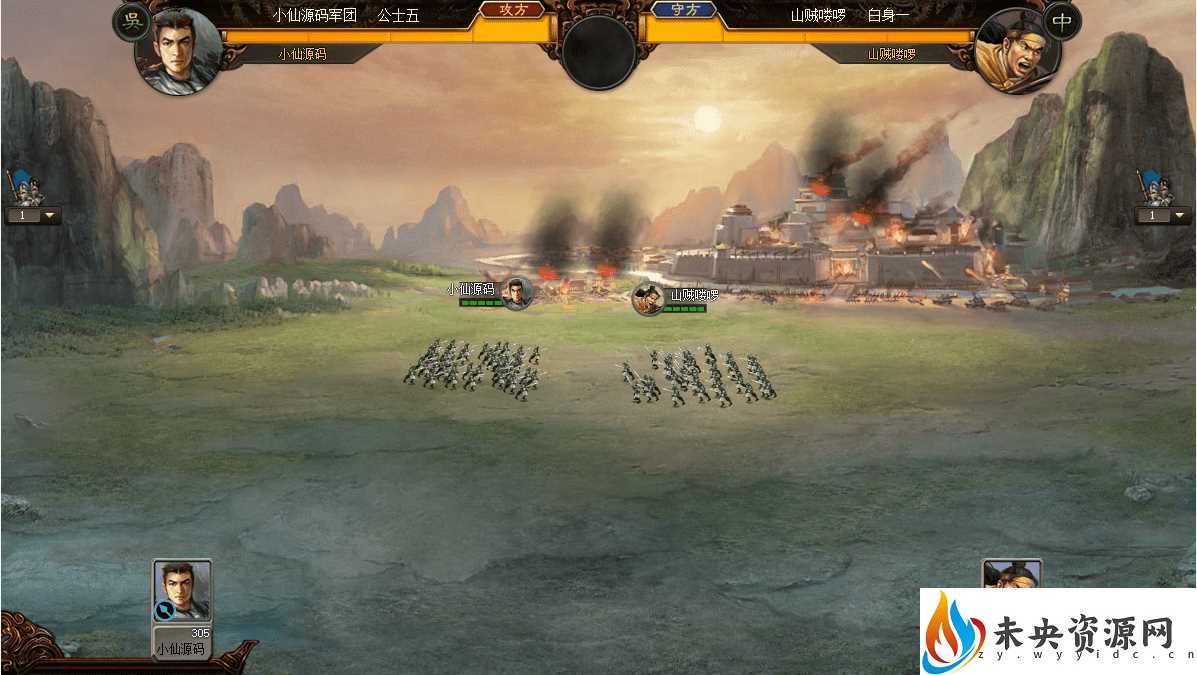 吳
小仙源码军团 公士五
攻方
守方
山贼喽啰 白身一
中
小仙源码
山贼喽啰
1
1
小仙源码
山贼喽啰
305
小仙源码
未央资源网
zy.wyyidc.cn